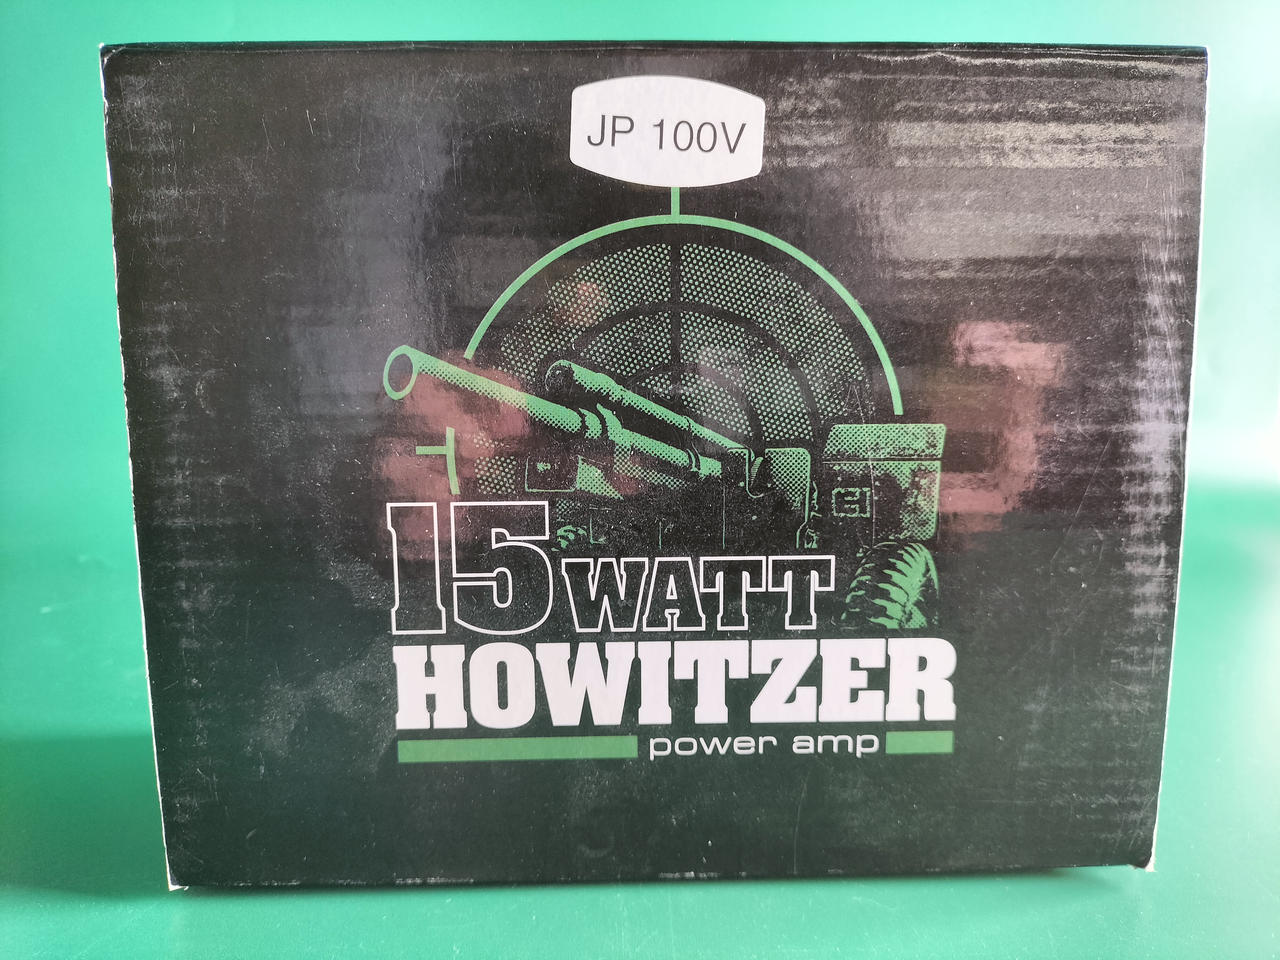 JP 100V
15 WATT
HOWITZER
power amp